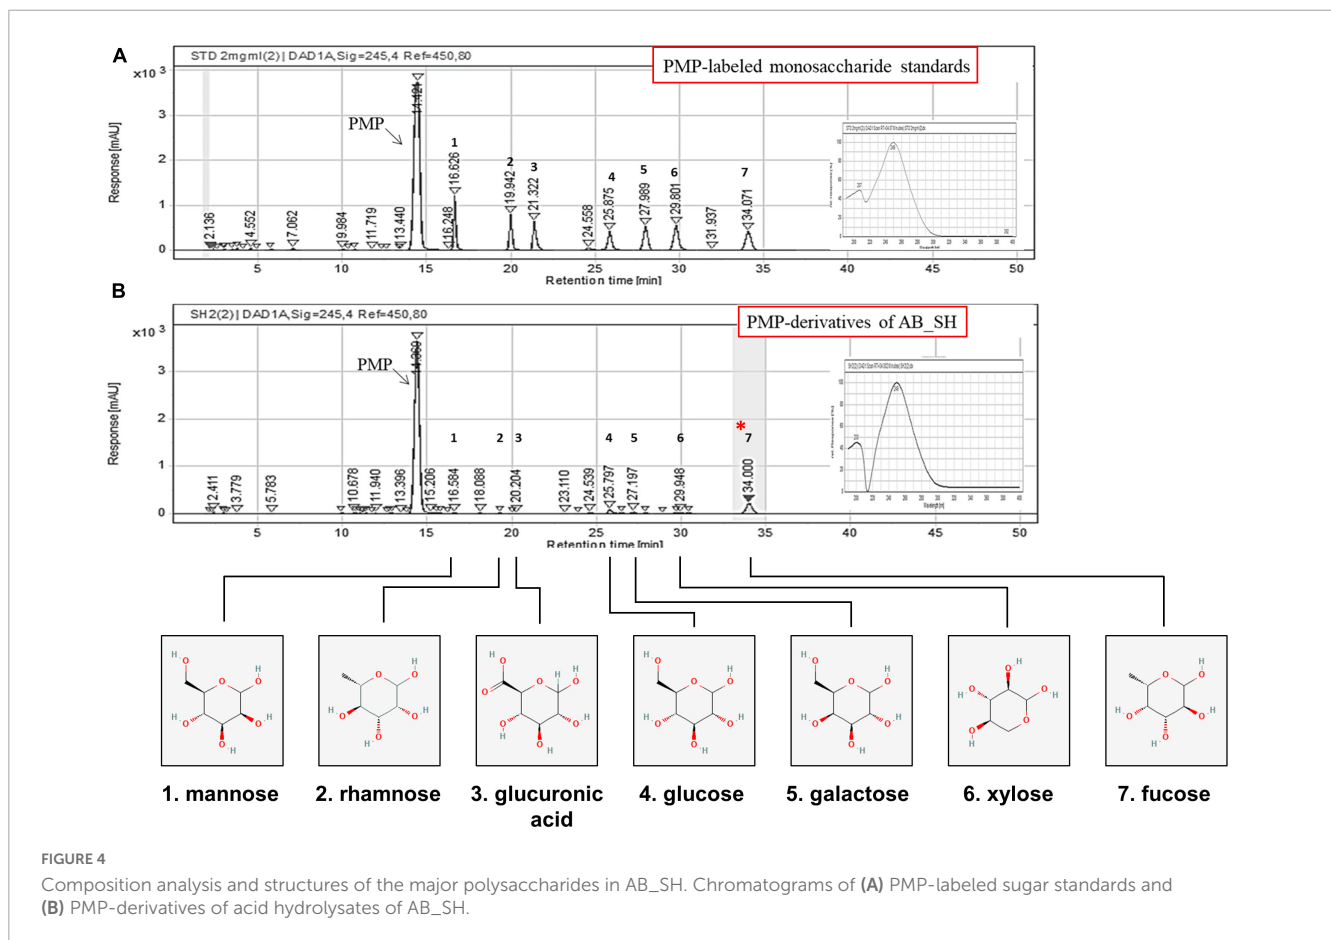 A
STD 2mgml(2) | DAD1A,Sig=245,4 Ref=450,80
PMP-labeled monosaccharide standards
×10 3
3
2
1
0
Response [mAU]
PMP
14.424
1
2
3
4
5
6
7
2.136
4.552
7.062
9.984
11.719
13.440
16.248
16.626
19.942
21.322
24.558
25.875
27.989
29.801
31.937
34.071
5 10 15 20 25 30 35 40 45 50
Retention time [min]
B
SH2(2) | DAD1A,Sig=245,4 Ref=450,80
PMP-derivatives of AB_SH
×10 3
3
2
1
0
Response [mAU]
PMP
14.360
1 2 3 4 5 6 * 7
2.411
3.779
5.783
10.678
11.940
13.396
15.206
16.584
18.088
20.204
23.110
24.539
25.797
27.197
29.948
34.000
5 10 15 20 25 30 35 40 45 50
Retention time [min]
1. mannose
2. rhamnose
3. glucuronic
acid
4. glucose
5. galactose
6. xylose
7. fucose
FIGURE 4
Composition analysis and structures of the major polysaccharides in AB_SH. Chromatograms of (A) PMP-labeled sugar standards and
(B) PMP-derivatives of acid hydrolysates of AB_SH.